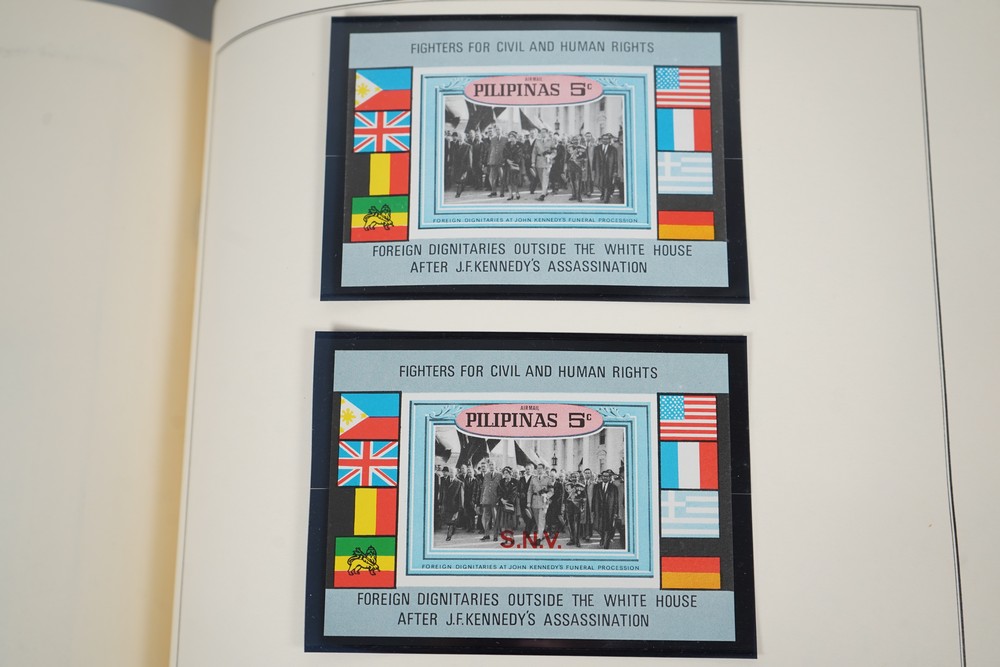 FIGHTERS FOR CIVIL AND HUMAN RIGHTS
AIRMAIL
PILIPINAS 5c
FOREIGN DIGNITARIES AT JOHN KENNEDY'S FUNERAL PROCESSION
FOREIGN DIGNITARIES OUTSIDE THE WHITE HOUSE
AFTER J.F.KENNEDY'S ASSASSINATION
FIGHTERS FOR CIVIL AND HUMAN RIGHTS
AIRMAIL
PILIPINAS 5c
S.N.V.
FOREIGN DIGNITARIES AT JOHN KENNEDY'S FUNERAL PROCESSION
FOREIGN DIGNITARIES OUTSIDE THE WHITE HOUSE
AFTER J.F.KENNEDY'S ASSASSINATION